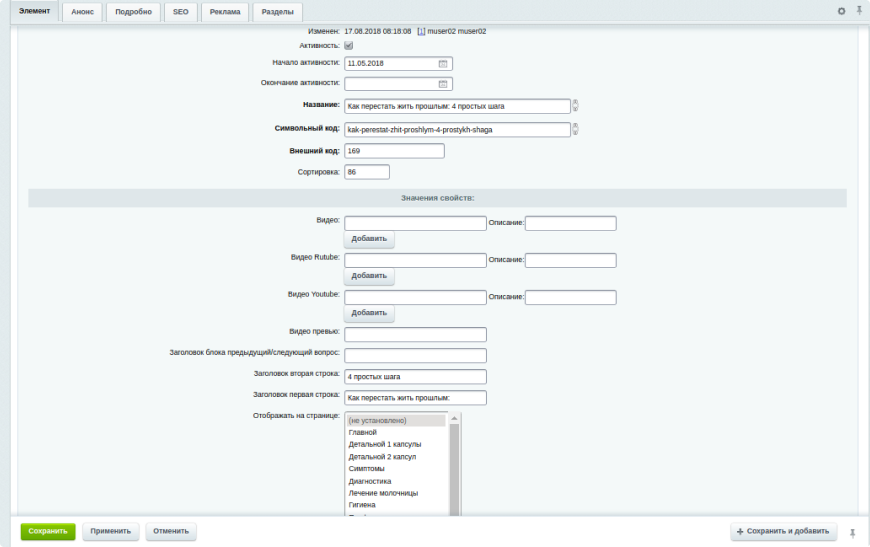 Элемент Анонс Подробно SEO Реклама Разделы
Изменен: 17.08.2018 08:18:08 [1] muser02 muser02
Активность:
Начало активности: 11.05.2018
Окончание активности:
Название: Как перестать жить прошлым: 4 простых шага
Символьный код: kak-perestat-zhit-proshlym-4-prostykh-shaga
Внешний код: 169
Сортировка: 86
Значения свойств:
Видео: Описание:
Добавить
Видео Rutube: Описание:
Добавить
Видео Youtube: Описание:
Добавить
Видео превью:
Заголовок блока предыдущий/следующий вопрос:
Заголовок вторая строка: 4 простых шага
Заголовок первая строка: Как перестать жить прошлым:
Отображать на странице: (не установлено)
Главной
Детальной 1 капсулы
Детальной 2 капсул
Симптомы
Диагностика
Лечение молочницы
Гигиена
Сохранить Применить Отменить Сохранить и добавить